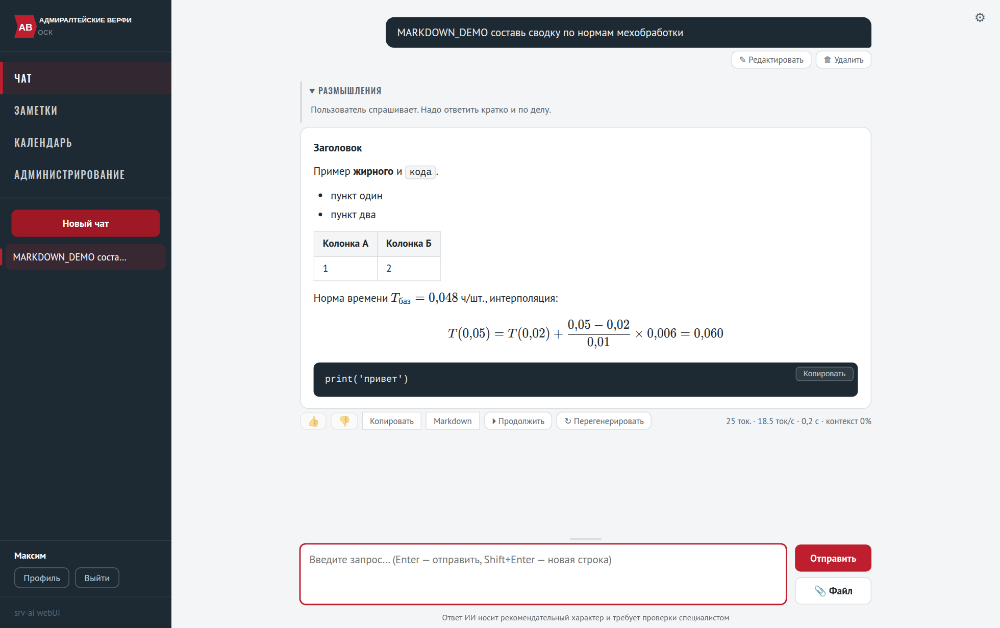 АВ АДМИРАЛТЕЙСКИЕ ВЕРФИ
ОСК
ЧАТ
ЗАМЕТКИ
КАЛЕНДАРЬ
АДМИНИСТРИРОВАНИЕ
Новый чат
MARKDOWN_DEMO соста...
Максим
Профиль Выйти
srv-ai webUI
MARKDOWN_DEMO составь сводку по нормам мехобработки
✎ Редактировать 🗑 Удалить
▼ РАЗМЫШЛЕНИЯ
Пользователь спрашивает. Надо ответить кратко и по делу.
Заголовок
Пример жирного и кода.
• пункт один
• пункт два
Колонка А Колонка Б
1 2
Норма времени T_баз = 0,048 ч/шт., интерполяция:
T(0,05) = T(0,02) + \frac{0,05 − 0,02}{0,01} × 0,006 = 0,060
print('привет')
Копировать
👍 👎 Копировать Markdown ⏵ Продолжить ↻ Перегенерировать 25 ток. · 18.5 ток/с · 0,2 с · контекст 0%
Введите запрос... (Enter — отправить, Shift+Enter — новая строка)
Отправить
📎 Файл
Ответ ИИ носит рекомендательный характер и требует проверки специалистом